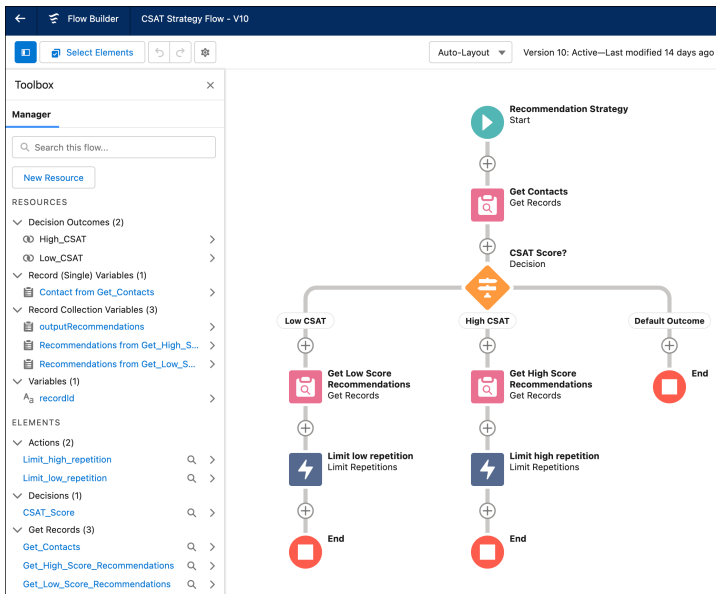 Flow Builder
CSAT Strategy Flow - V10
Select Elements
Auto-Layout
Version 10: Active—Last modified 14 days ago
Toolbox
Manager
Search this flow...
New Resource
RESOURCES
Decision Outcomes (2)
High_CSAT
Low_CSAT
Record (Single) Variables (1)
Contact from Get_Contacts
Record Collection Variables (3)
outputRecommendations
Recommendations from Get_High_S...
Recommendations from Get_Low_S...
Variables (1)
Aa recordId
ELEMENTS
Actions (2)
Limit_high_repetition
Limit_low_repetition
Decisions (1)
CSAT_Score
Get Records (3)
Get_Contacts
Get_High_Score_Recommendations
Get_Low_Score_Recommendations
Recommendation Strategy
Start
Get Contacts
Get Records
CSAT Score?
Decision
Low CSAT
High CSAT
Default Outcome
Get Low Score
Recommendations
Get Records
Get High Score
Recommendations
Get Records
End
Limit low repetition
Limit Repetitions
Limit high repetition
Limit Repetitions
End
End